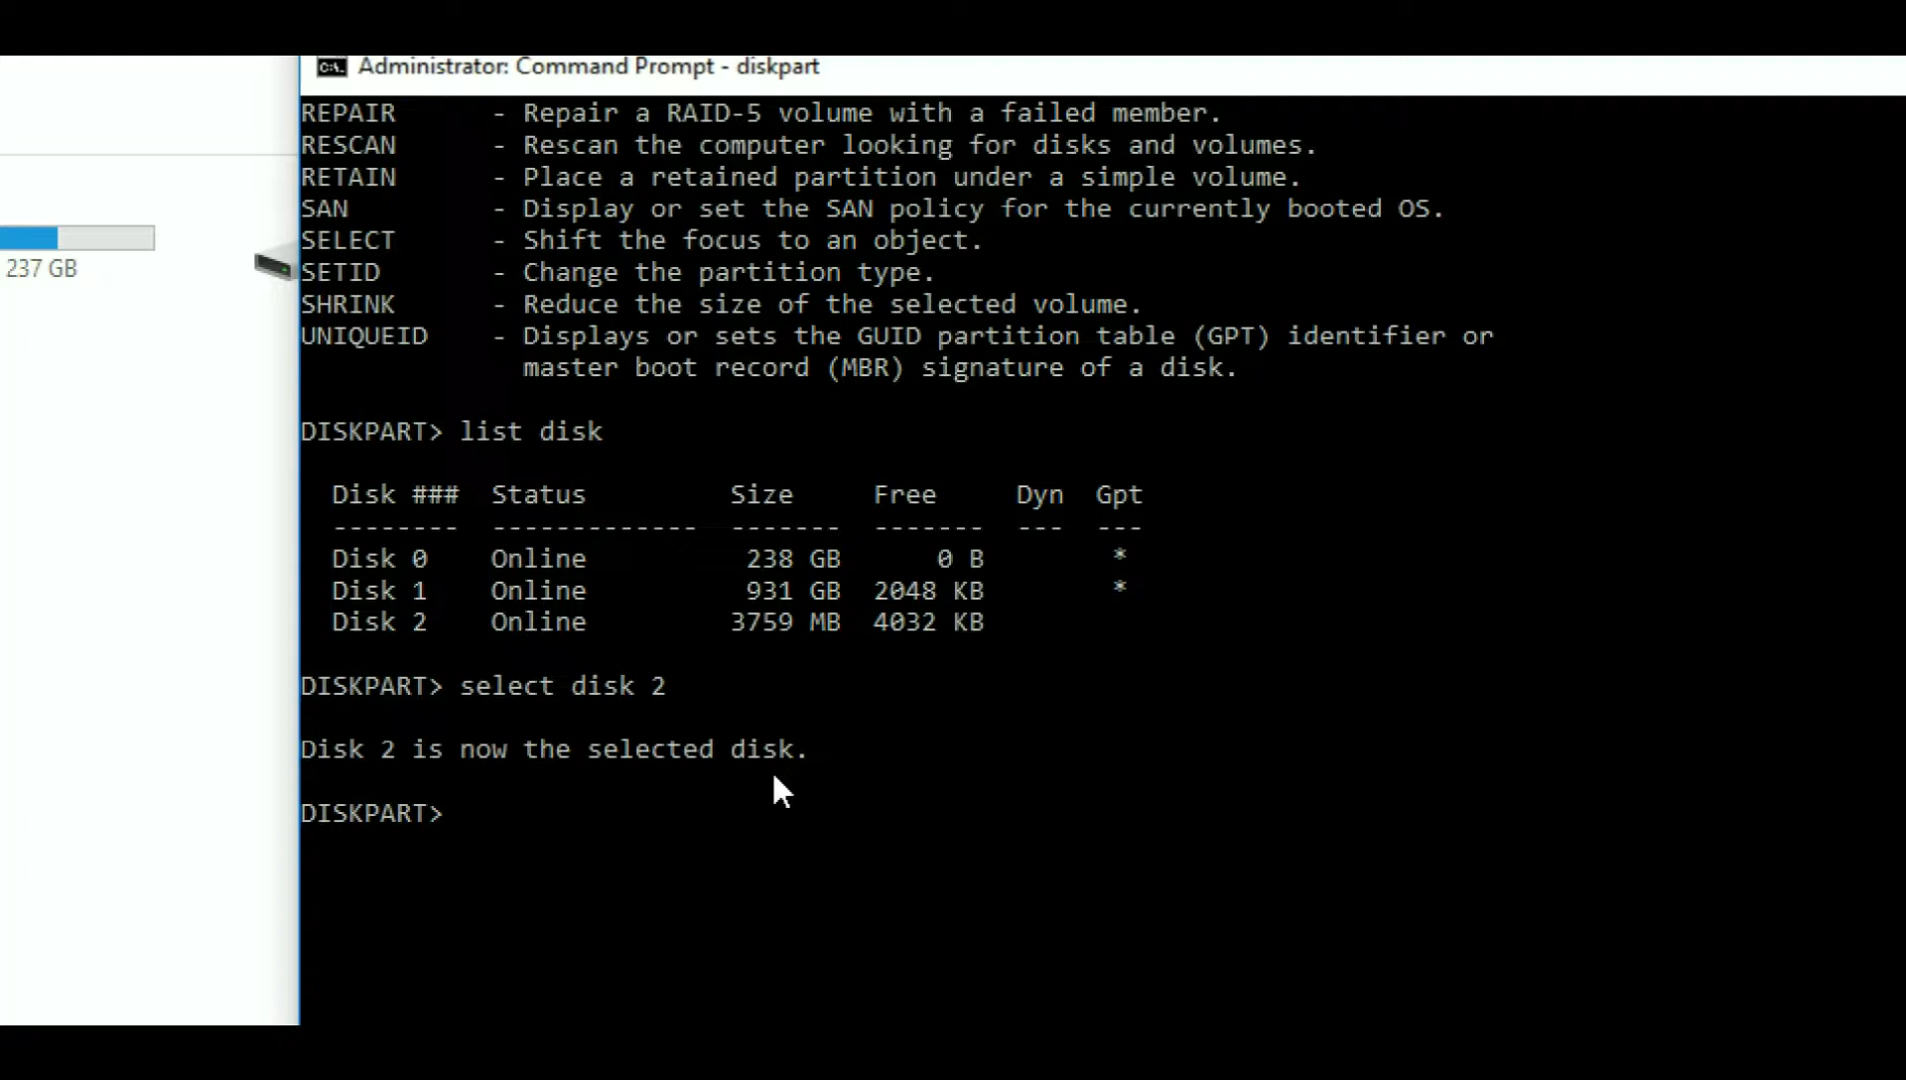 Administrator: Command Prompt - diskpart
REPAIR - Repair a RAID-5 volume with a failed member.
RESCAN - Rescan the computer looking for disks and volumes.
RETAIN - Place a retained partition under a simple volume.
SAN - Display or set the SAN policy for the currently booted OS.
SELECT - Shift the focus to an object.
SETID - Change the partition type.
SHRINK - Reduce the size of the selected volume.
UNIQUEID - Displays or sets the GUID partition table (GPT) identifier or
master boot record (MBR) signature of a disk.
237 GB
DISKPART> list disk
Disk ### Status Size Free Dyn Gpt
-------- ------------- ------- ------- --- ---
Disk 0 Online 238 GB 0 B *
Disk 1 Online 931 GB 2048 KB *
Disk 2 Online 3759 MB 4032 KB
DISKPART> select disk 2
Disk 2 is now the selected disk.
DISKPART>